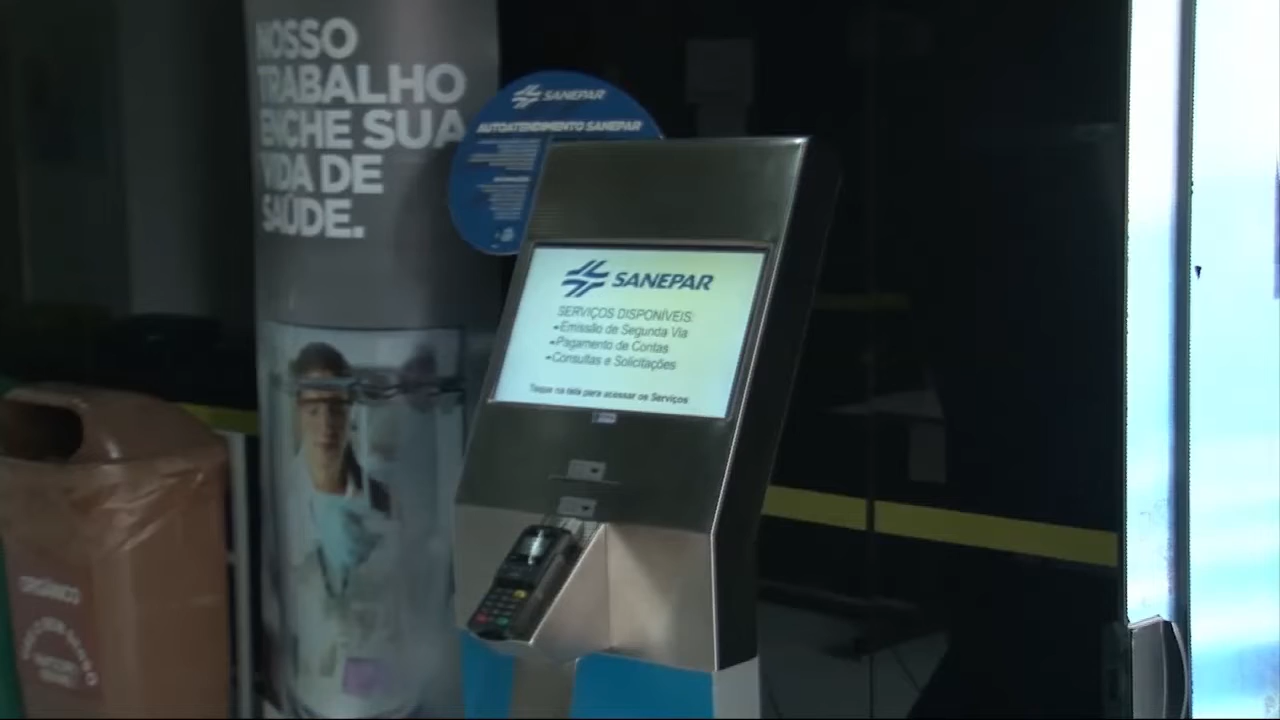 NOSSO
TRABALHO
ENCHE SUA
VIDA DE
SAÚDE.
SANEPAR
AUTOATENDIMENTO SANEPAR
SANEPAR
SERVIÇOS DISPONÍVEIS:
Emissão de Segunda Via
Pagamento de Contas
Consultas e Solicitações
Toque na tela para acessar os Serviços
ORGÂNICO